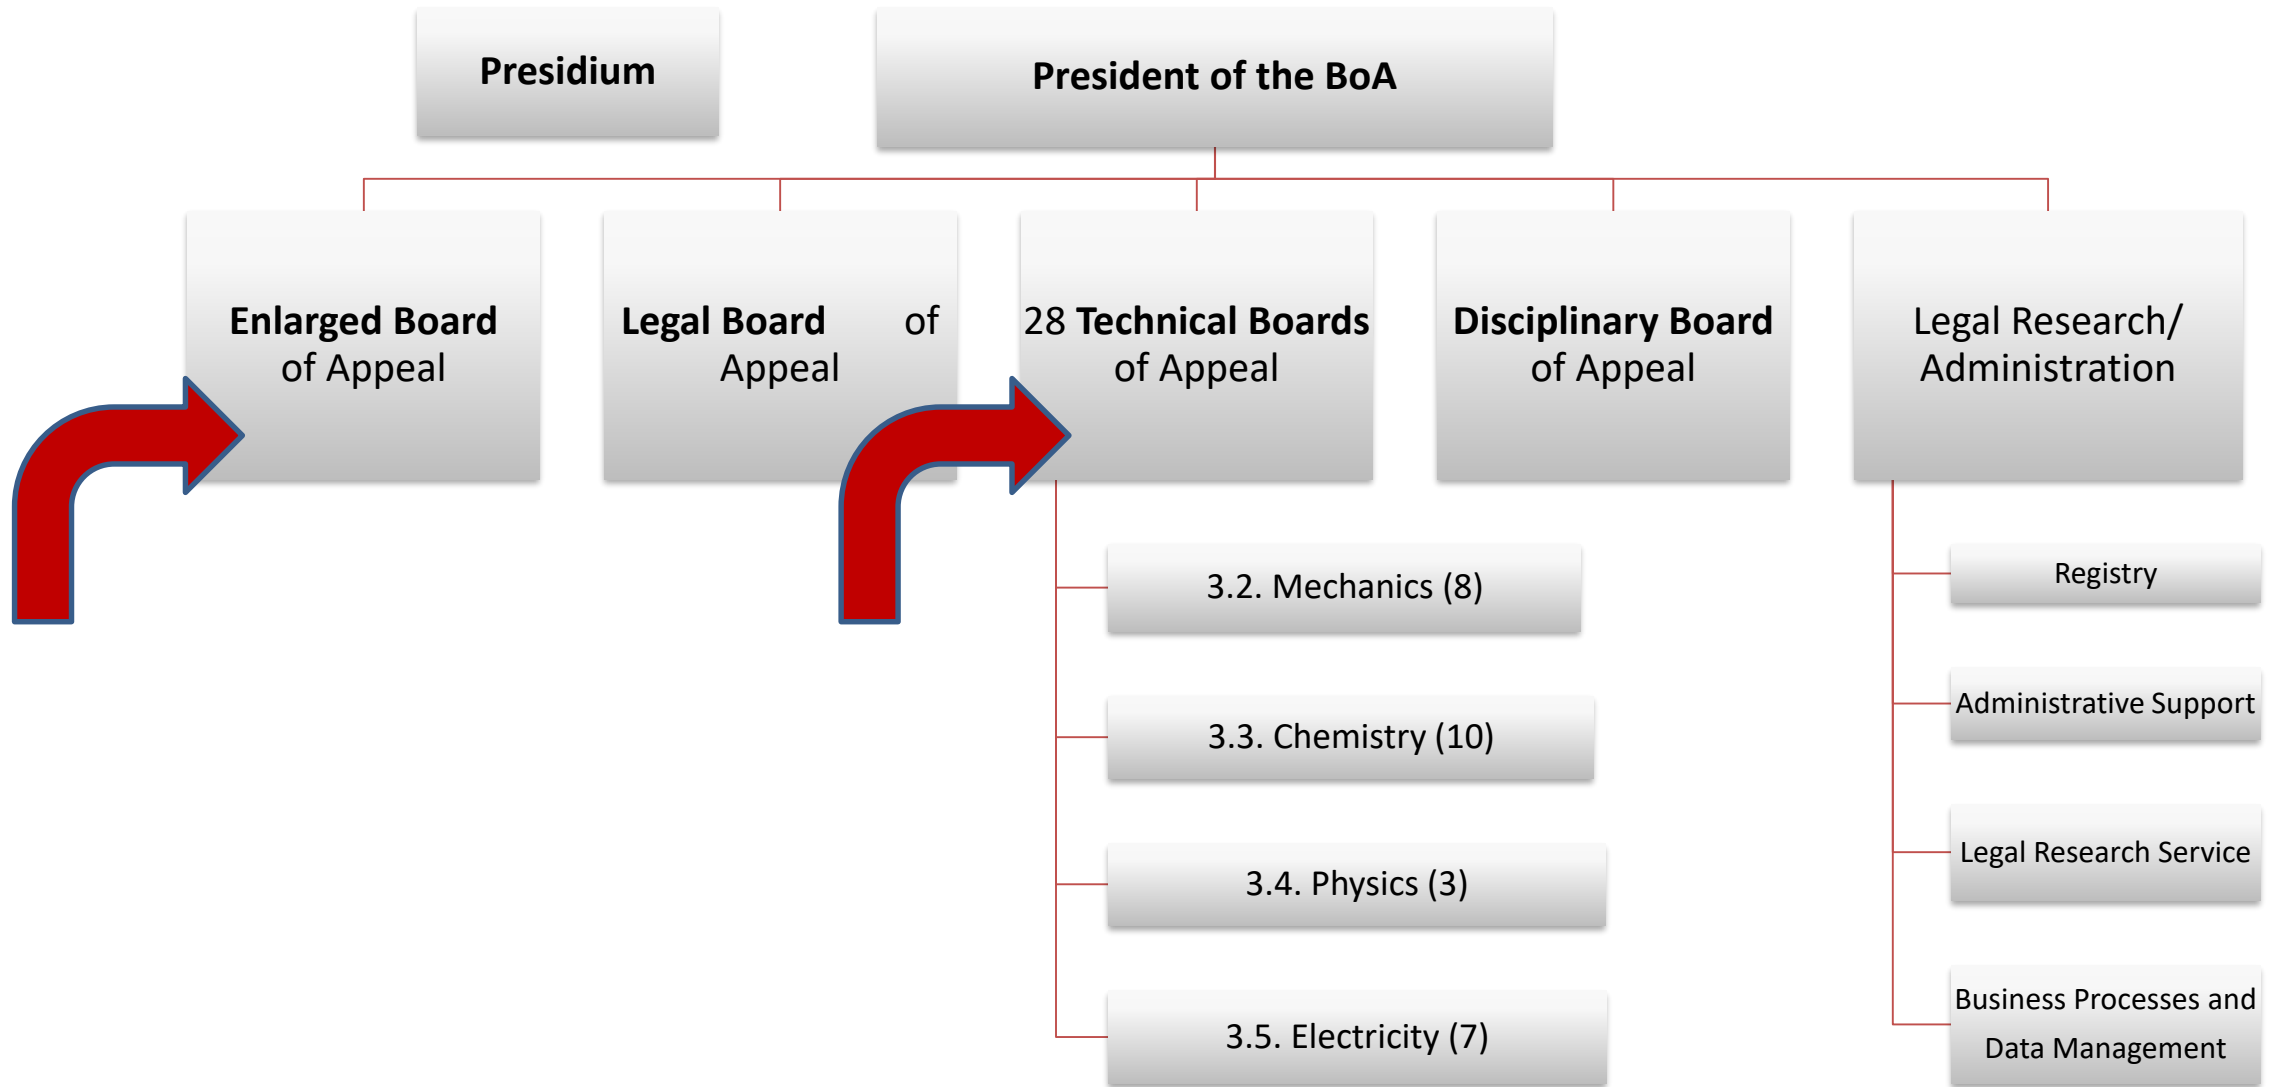 Presidium
President of the BoA
Enlarged Board
of Appeal
Legal Board of
Appeal
28 Technical Boards
of Appeal
Disciplinary Board
of Appeal
Legal Research/
Administration
3.2. Mechanics (8)
3.3. Chemistry (10)
3.4. Physics (3)
3.5. Electricity (7)
Registry
Administrative Support
Legal Research Service
Business Processes and
Data Management